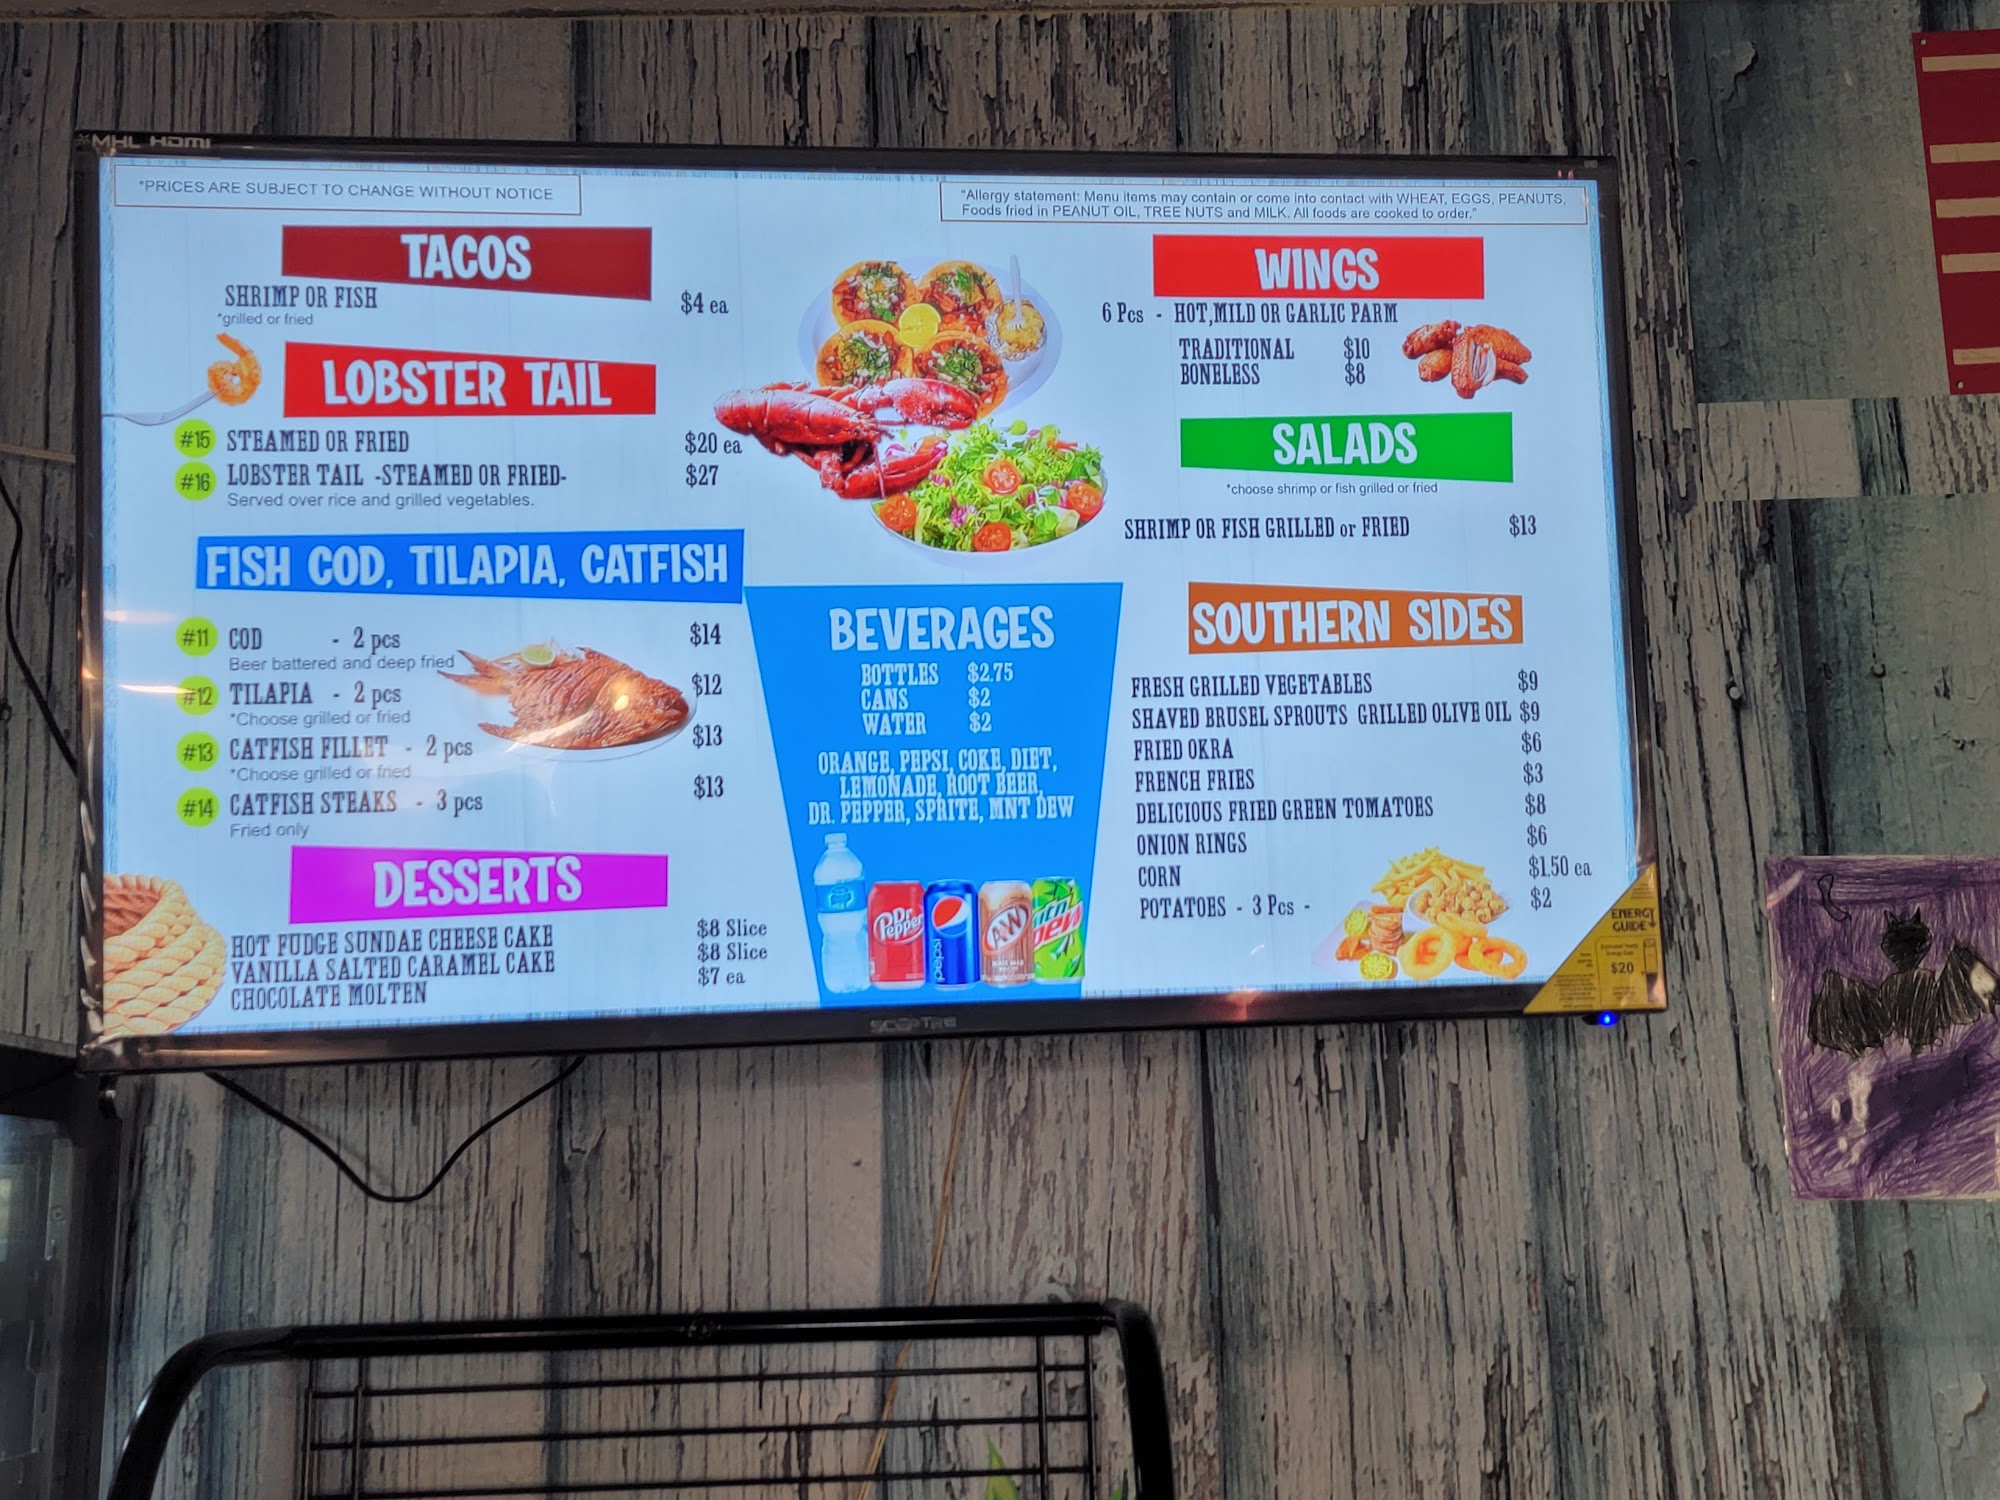 MHL HDMI
*PRICES ARE SUBJECT TO CHANGE WITHOUT NOTICE
"Allergy statement: Menu items may contain or come into contact with WHEAT, EGGS, PEANUTS,
Foods fried in PEANUT OIL, TREE NUTS and MILK. All foods are cooked to order."
TACOS
SHRIMP OR FISH $4 ea
*grilled or fried
LOBSTER TAIL
#15 STEAMED OR FRIED $20 ea
#16 LOBSTER TAIL -STEAMED OR FRIED- $27
Served over rice and grilled vegetables.
FISH COD, TILAPIA, CATFISH
#11 COD - 2 pcs $14
Beer battered and deep fried
#12 TILAPIA - 2 pcs $12
*Choose grilled or fried
#13 CATFISH FILLET - 2 pcs $13
*Choose grilled or fried
#14 CATFISH STEAKS - 3 pcs $13
Fried only
DESSERTS
HOT FUDGE SUNDAE CHEESE CAKE $8 Slice
VANILLA SALTED CARAMEL CAKE $8 Slice
CHOCOLATE MOLTEN $7 ea
BEVERAGES
BOTTLES $2.75
CANS $2
WATER $2
ORANGE, PEPSI, COKE, DIET,
LEMONADE, ROOT BEER,
DR. PEPPER, SPRITE, MNT DEW
Dr Pepper
pepsi
A&W
Mtn Dew
WINGS
6 Pcs - HOT,MILD OR GARLIC PARM
TRADITIONAL $10
BONELESS $8
SALADS
*choose shrimp or fish grilled or fried
SHRIMP OR FISH GRILLED or FRIED $13
SOUTHERN SIDES
FRESH GRILLED VEGETABLES $9
SHAVED BRUSEL SPROUTS GRILLED OLIVE OIL $9
FRIED OKRA $6
FRENCH FRIES $3
DELICIOUS FRIED GREEN TOMATOES $8
ONION RINGS $6
CORN $1.50 ea
POTATOES - 3 Pcs - $2
ENERGY
GUIDE
$20
SCEPTRE